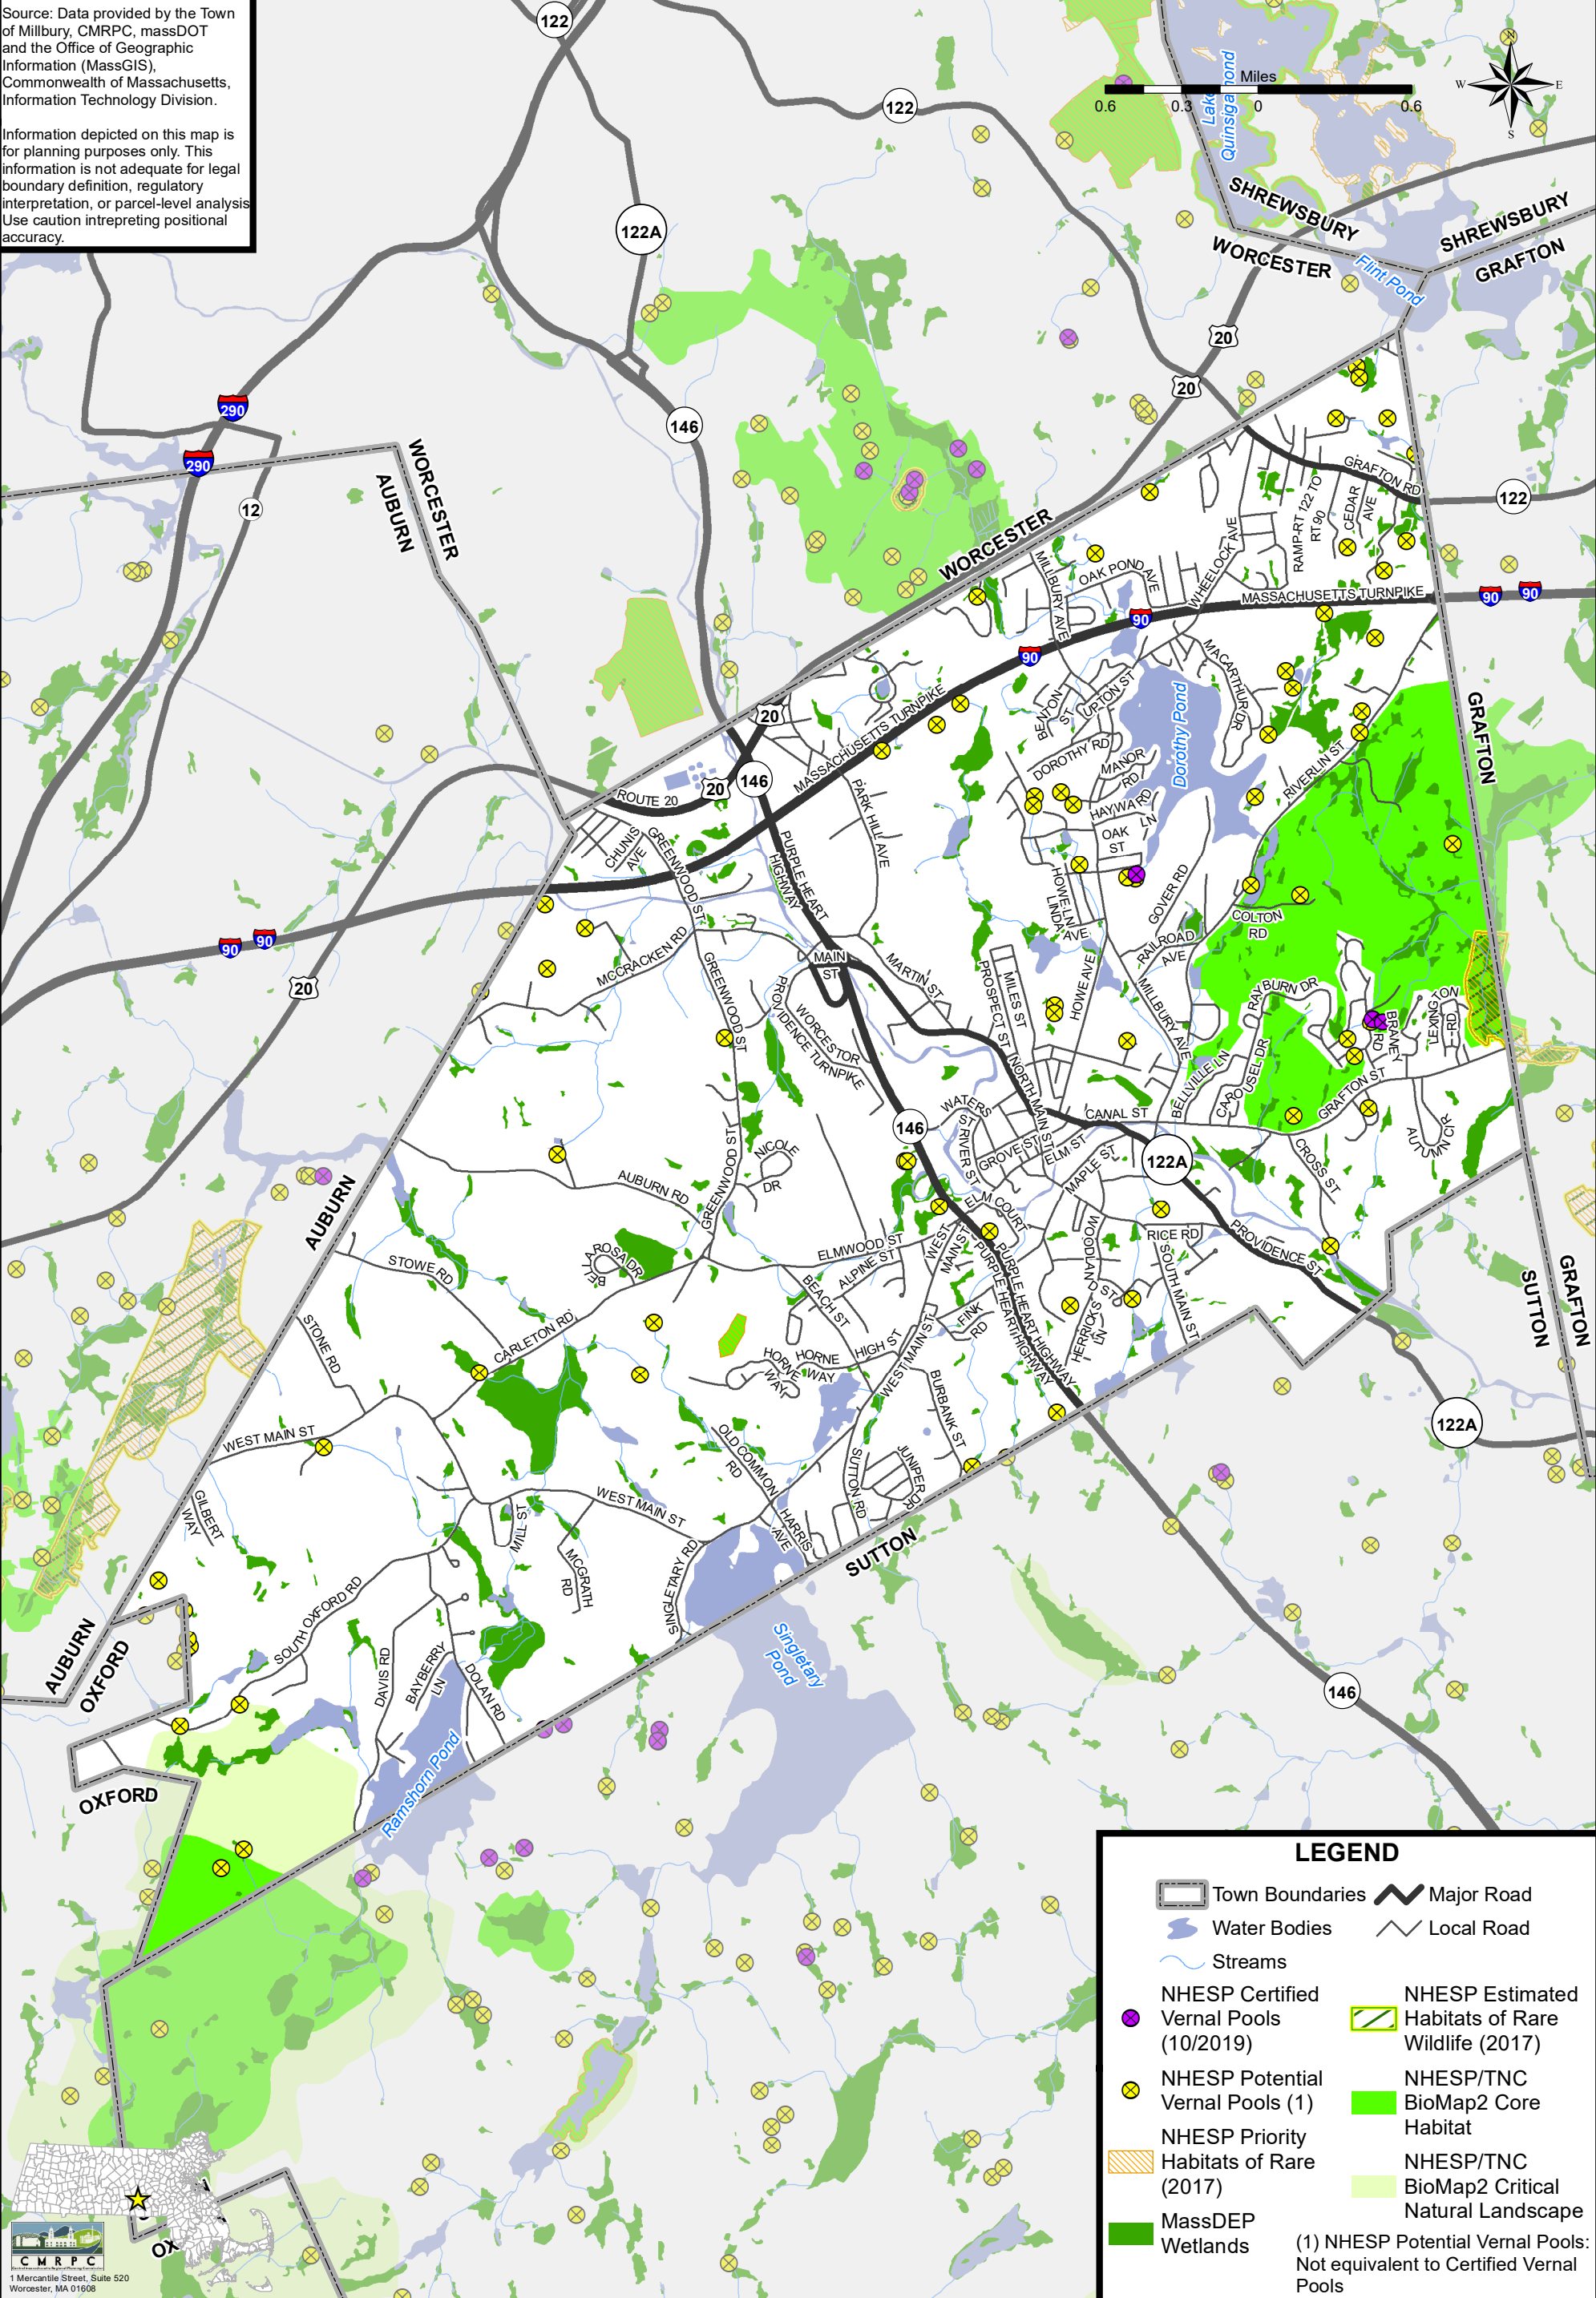 Source: Data provided by the Town
of Millbury, CMRPC, massDOT
and the Office of Geographic
Information (MassGIS),
Commonwealth of Massachusetts,
Information Technology Division.
Information depicted on this map is
for planning purposes only. This
information is not adequate for legal
boundary definition, regulatory
interpretation, or parcel-level analysis
Use caution intrepreting positional
accuracy.
122
122
122A
Miles
0.6
0.3
0
0.6
N
W
E
S
Lake
Quinsigamond
SHREWSBURY
WORCESTER
SHREWSBURY
GRAFTON
Flint Pond
20
20
290
290
12
146
WORCESTER
AUBURN
GRAFTON RD
122
RAMP-RT 122 TO
RT 90
CEDAR
AVE
WORCESTER
MILLBURY AVE
OAK POND AVE
WHEELOCK AVE
MASSACHUSETTS TURNPIKE
90
90
90
90
MACARTHUR DR
BENTON
ST
UPTON ST
Dorothy Pond
GRAFTON
20
MASSACHUSETTS TURNPIKE
146
20
ROUTE 20
DOROTHY RD
MANOR
RD
HAYWARD
LN
OAK
ST
RIVERLIN ST
PARK HILL AVE
CHUNIS
AVE
GREENWOOD ST
PURPLE HEART
HIGHWAY
HOWE LN
LINDA
AVE
GOVER RD
COLTON
RD
RAILROAD
AVE
90
90
20
MCCRACKEN RD
MAIN
ST
MARTIN ST
GREENWOOD ST
PROVIDENCE TURNPIKE
WORCESTOR
PROSPECT ST
MILES ST
HOWE AVE
MILLBURY AVE
RAYBURN DR
BRANEY
RD
LEXINGTON
RD
NORTH MAIN ST
BELLVILLE LN
CAROUSEL DR
GRAFTON ST
AUTUMN DR
CANAL ST
WATERS
ST
RIVER ST
GROVE ST
ELM ST
MAPLE ST
146
122A
CROSS ST
NICOLE
DR
AUBURN RD
GREENWOOD ST
AUBURN
ELM COURT
ELMWOOD ST
WEST
MAIN ST
ALPINE ST
BEACH ST
RICE RD
PROVIDENCE ST
SOUTH MAIN ST
WOODLAND ST
HERRICKS
LN
FINK
RD
PURPLE HEART HIGHWAY
PURPLE HEART HIGHWAY
STOWE RD
BELLAROSA DR
CARLETON RD
STONE RD
HORNE
WAY
HORNE
WAY
HIGH ST
WEST MAIN ST
BURBANK ST
SUTTON
GRAFTON
122A
WEST MAIN ST
GILBERT
WAY
OLD COMMON
RD
SUTTON RD
JUNIPER
DR
WEST MAIN ST
MILL ST
MCGRATH
RD
HARRIS
AVE
SINGLETARY RD
SUTTON
SOUTH OXFORD RD
AUBURN
OXFORD
DAVIS RD
BAYBERRY
LN
DOLAN RD
Singletary
Pond
Ramshorn Pond
146
OXFORD
LEGEND
Town Boundaries
Major Road
Water Bodies
Local Road
Streams
NHESP Certified
Vernal Pools
(10/2019)
NHESP Estimated
Habitats of Rare
Wildlife (2017)
NHESP Potential
Vernal Pools (1)
NHESP/TNC
BioMap2 Core
Habitat
NHESP Priority
Habitats of Rare
(2017)
NHESP/TNC
BioMap2 Critical
Natural Landscape
MassDEP
Wetlands
(1) NHESP Potential Vernal Pools:
Not equivalent to Certified Vernal
Pools
CMRPC
1 Mercantile Street, Suite 520
Worcester, MA 01608